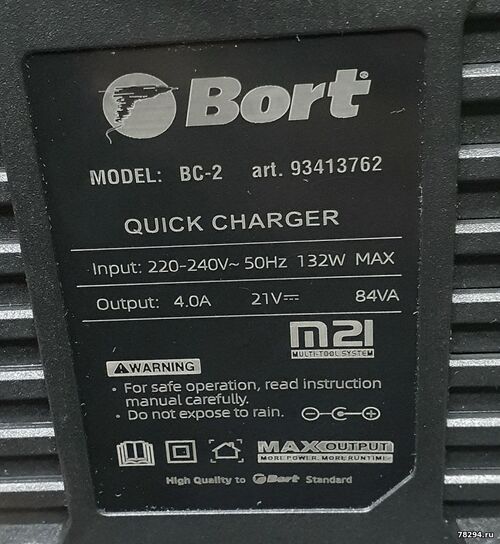 Bort®
MODEL: BC-2 art. 93413762
QUICK CHARGER
Input: 220-240V~ 50Hz 132W MAX
Output: 4.0A 21V⎓ 84VA
M21
MULTI-TOOL SYSTEM
WARNING
• For safe operation, read instruction
manual carefully.
• Do not expose to rain.
MAX OUTPUT
MORE POWER. MORE RUNTIME.
High Quality to Bort Standard
78294.ru